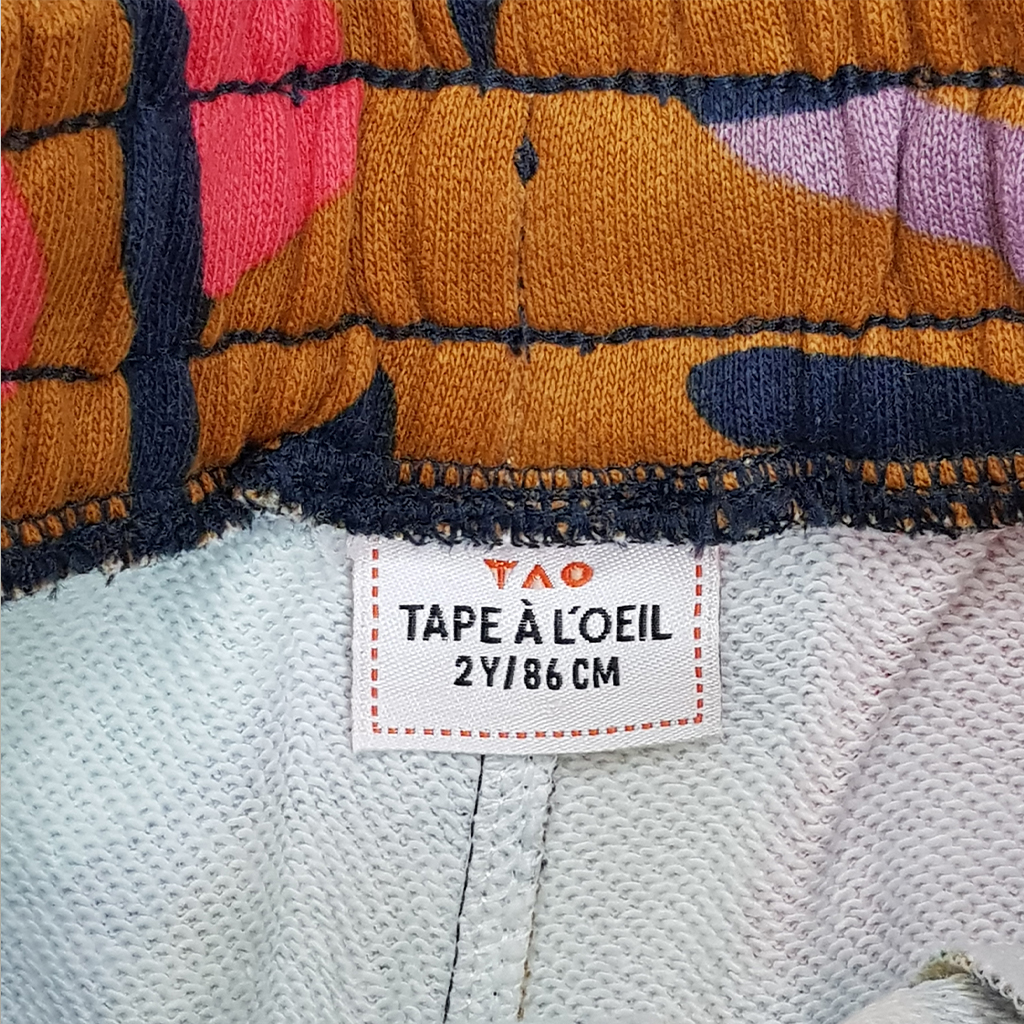 TAO
TAPE À L'OEIL
2Y/86 CM